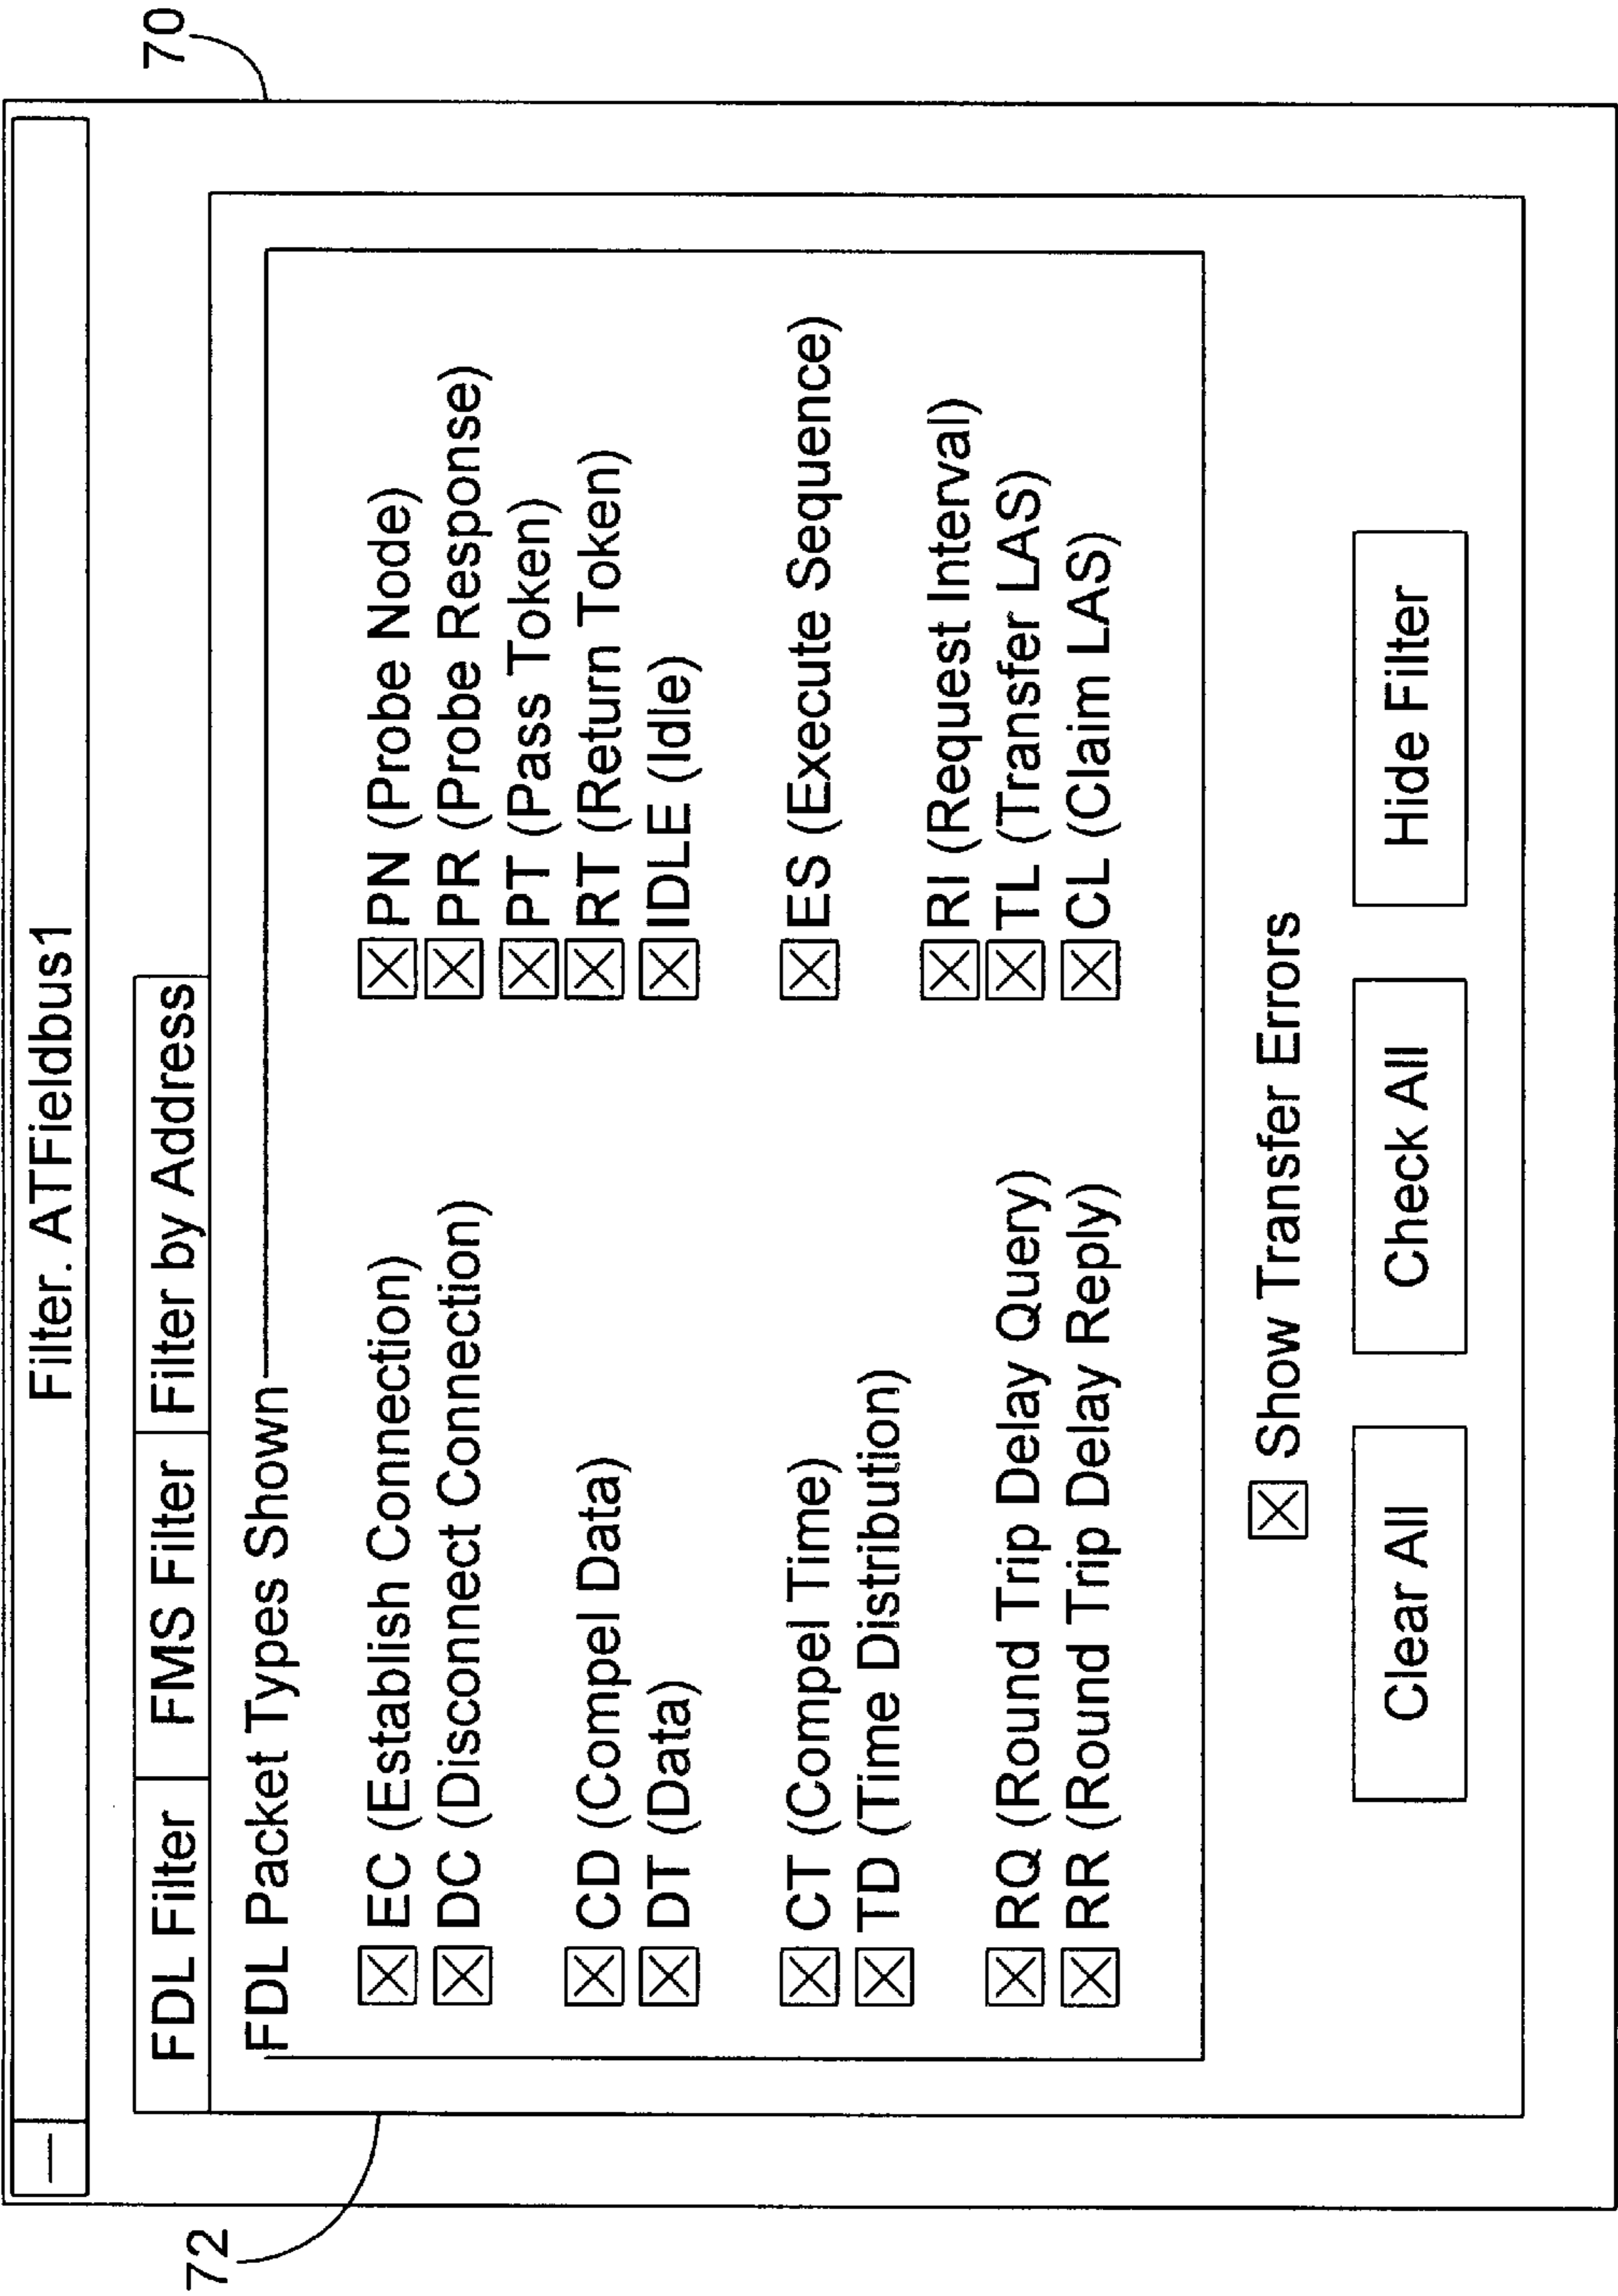 70
Filter. ATFieldbus1
FDL Filter
FMS Filter
Filter by Address
72
FDL Packet Types Shown
EC (Establish Connection)
DC (Disconnect Connection)
CD (Compel Data)
DT (Data)
CT (Compel Time)
TD (Time Distribution)
RQ (Round Trip Delay Query)
RR (Round Trip Delay Reply)
PN (Probe Node)
PR (Probe Response)
PT (Pass Token)
RT (Return Token)
IDLE (Idle)
ES (Execute Sequence)
RI (Request Interval)
TL (Transfer LAS)
CL (Claim LAS)
Show Transfer Errors
Clear All
Check All
Hide Filter